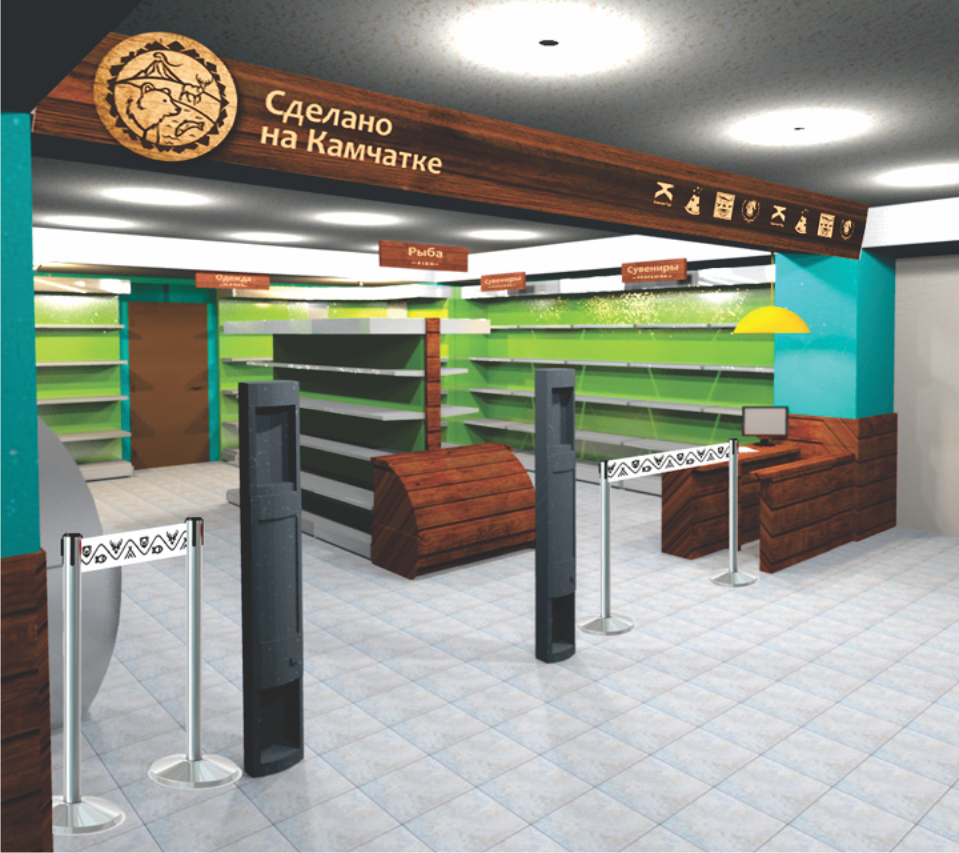 Сделано
на Камчатке
Рыба
Одежда
Сувениры
Сувениры